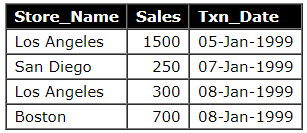 Store_Name Sales Txn_Date
Los Angeles 1500 05-Jan-1999
San Diego 250 07-Jan-1999
Los Angeles 300 08-Jan-1999
Boston 700 08-Jan-1999